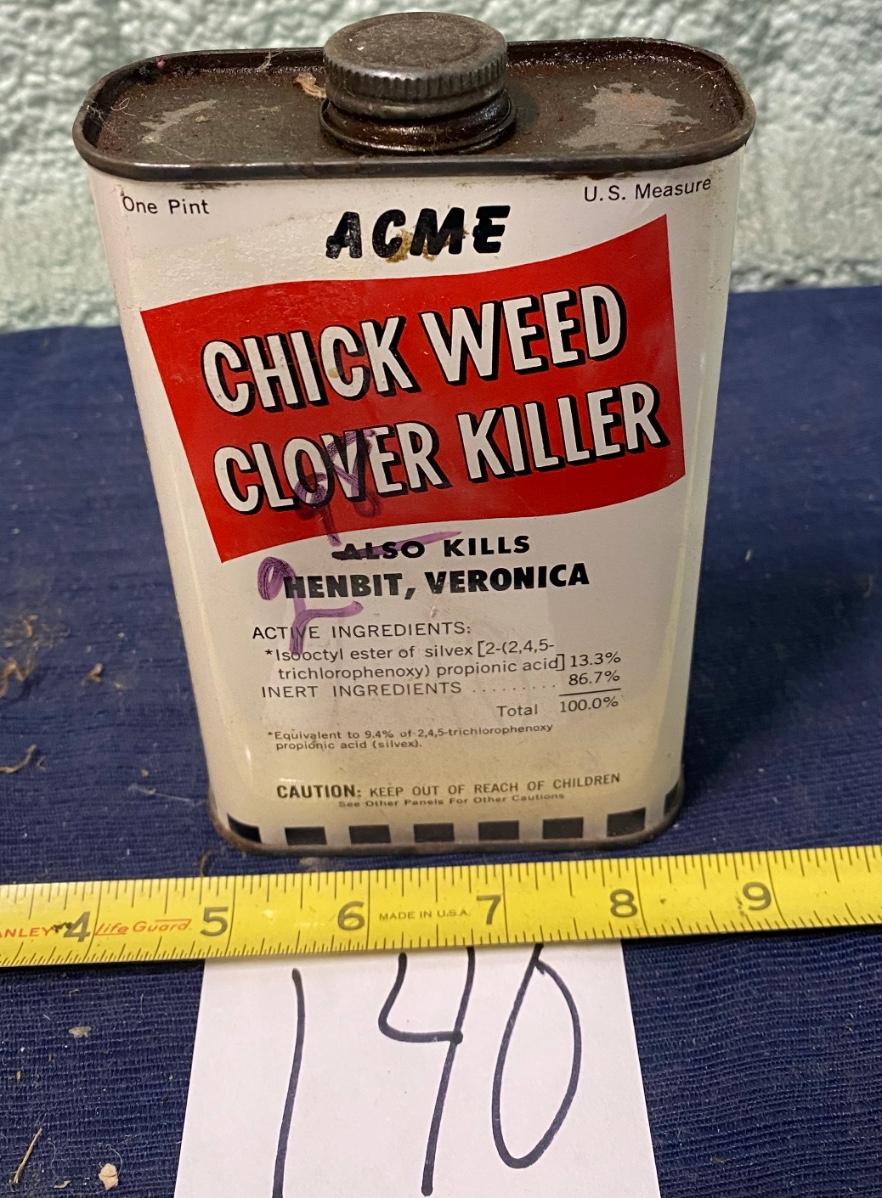 One Pint
U.S. Measure
ACME
CHICK WEED
CLOVER KILLER
ALSO KILLS
HENBIT, VERONICA
ACTIVE INGREDIENTS:
*Isooctyl ester of silvex [2-(2,4,5-
trichlorophenoxy) propionic acid] 13.3%
INERT INGREDIENTS ......... 86.7%
Total 100.0%
*Equivalent to 9.4% of 2,4,5-trichlorophenoxy
propionic acid (silvex).
CAUTION: KEEP OUT OF REACH OF CHILDREN
See Other Panels For Other Cautions
ANLEY 4 life Guard 5 6 MADE IN U.S.A. 7 8 9
140